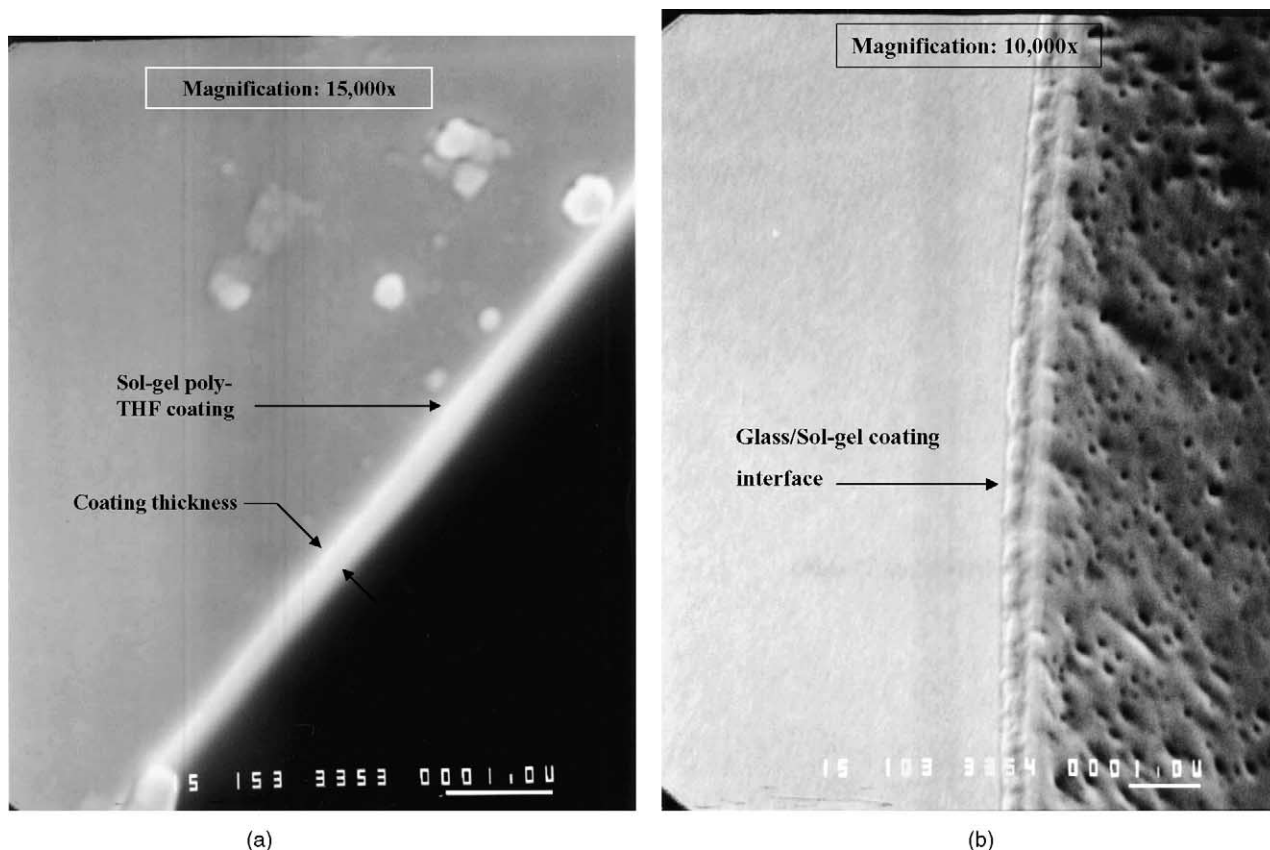 Magnification: 15,000x
Sol-gel poly-
THF coating
Coating thickness
15 153 3353 0001.0U
(a)
Magnification: 10,000x
Glass/Sol-gel coating
interface
15 103 3354 0001.0U
(b)